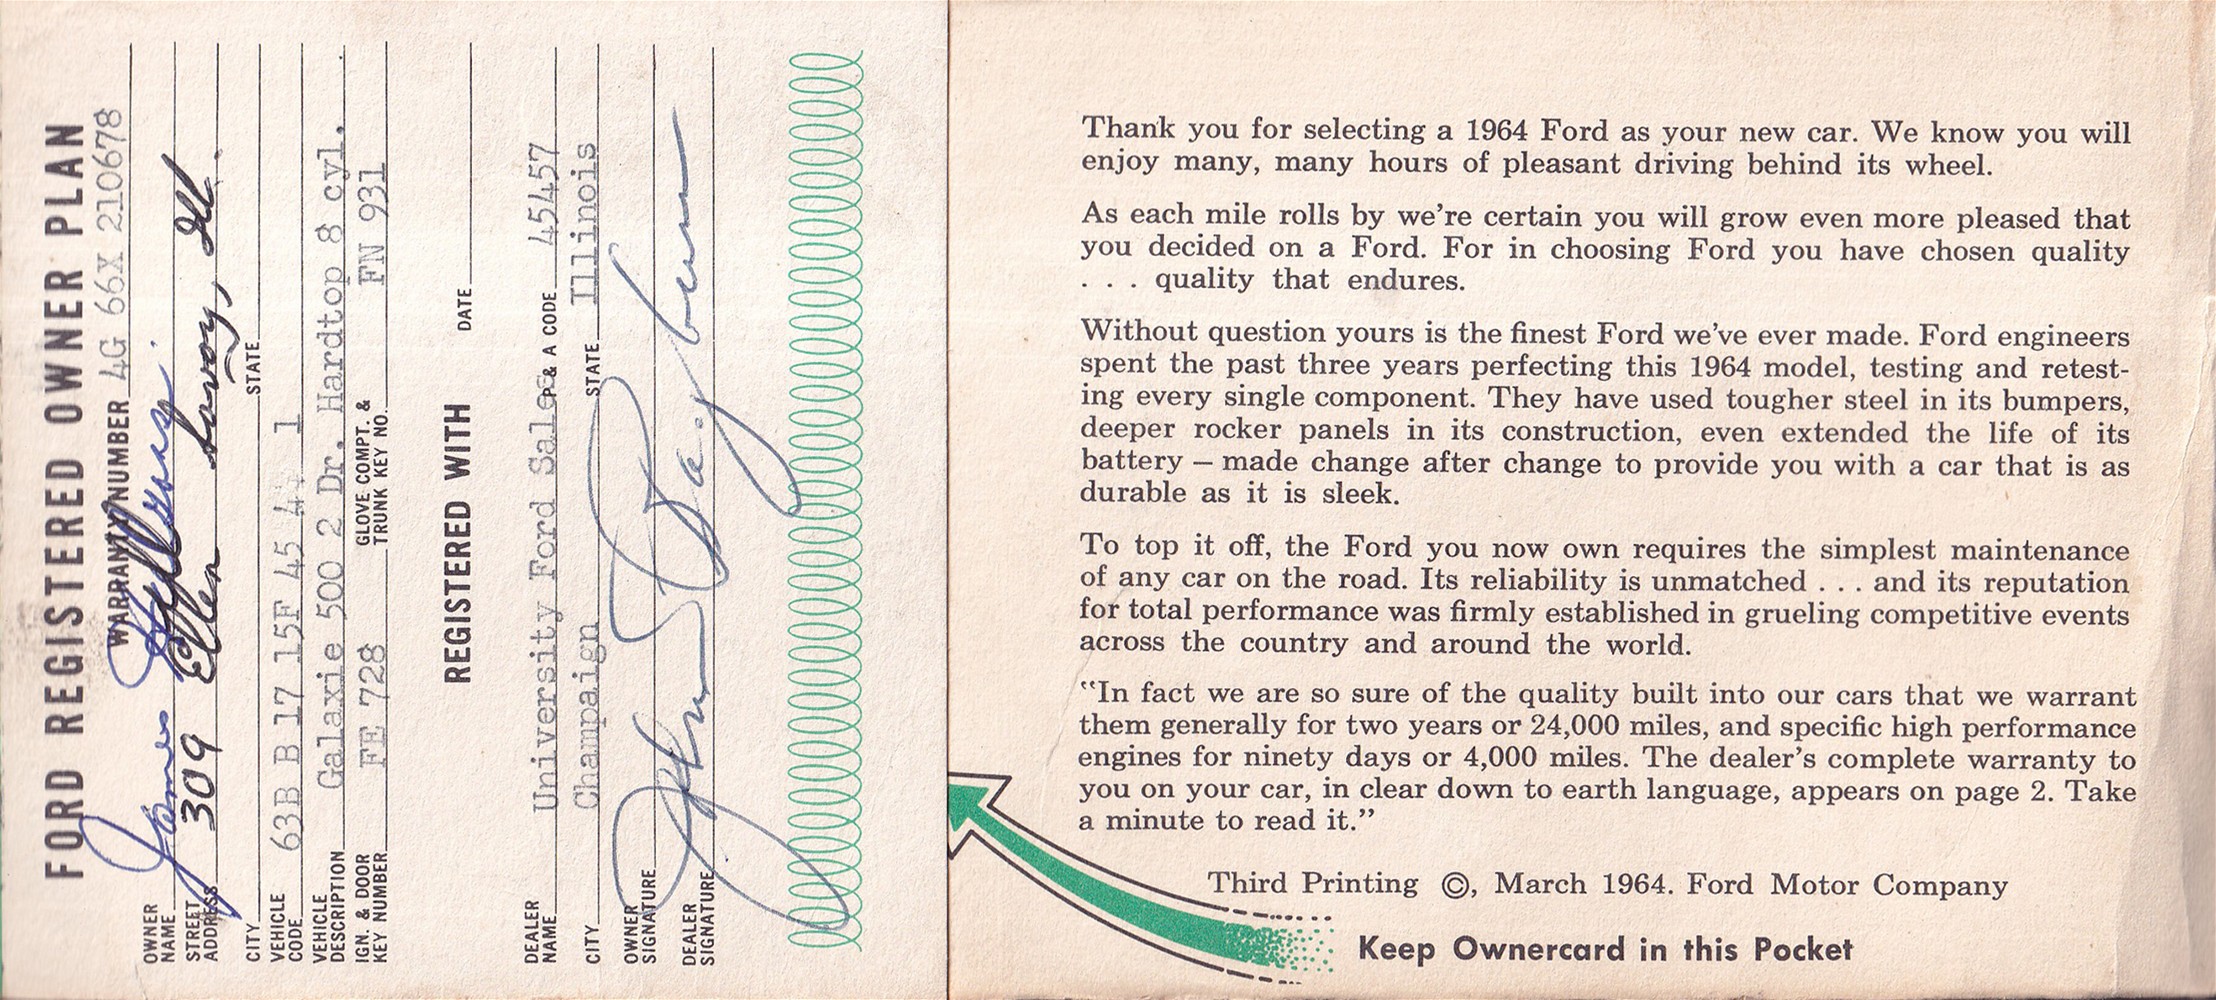 FORD REGISTERED OWNER PLAN
WARRANTY NUMBER 4G 66X 210678
OWNER NAME James
STREET ADDRESS 309 Ellen Savoy, Ill.
CITY STATE
VEHICLE CODE 63B B 17 15F 45 4 1
VEHICLE DESCRIPTION Galaxie 500 2 Dr. Hardtop 8 cyl.
IGN. & DOOR KEY NUMBER FE 728 GLOVE COMPT. & TRUNK KEY NO. FN 931
REGISTERED WITH DATE
DEALER NAME University Ford Sales P & A CODE 45457
CITY Champaign STATE Illinois
OWNER SIGNATURE
DEALER SIGNATURE John
Thank you for selecting a 1964 Ford as your new car. We know you will
enjoy many, many hours of pleasant driving behind its wheel.
As each mile rolls by we're certain you will grow even more pleased that
you decided on a Ford. For in choosing Ford you have chosen quality
. . . quality that endures.
Without question yours is the finest Ford we've ever made. Ford engineers
spent the past three years perfecting this 1964 model, testing and retest-
ing every single component. They have used tougher steel in its bumpers,
deeper rocker panels in its construction, even extended the life of its
battery — made change after change to provide you with a car that is as
durable as it is sleek.
To top it off, the Ford you now own requires the simplest maintenance
of any car on the road. Its reliability is unmatched . . . and its reputation
for total performance was firmly established in grueling competitive events
across the country and around the world.
"In fact we are so sure of the quality built into our cars that we warrant
them generally for two years or 24,000 miles, and specific high performance
engines for ninety days or 4,000 miles. The dealer's complete warranty to
you on your car, in clear down to earth language, appears on page 2. Take
a minute to read it."
Third Printing ©, March 1964. Ford Motor Company
Keep Ownercard in this Pocket